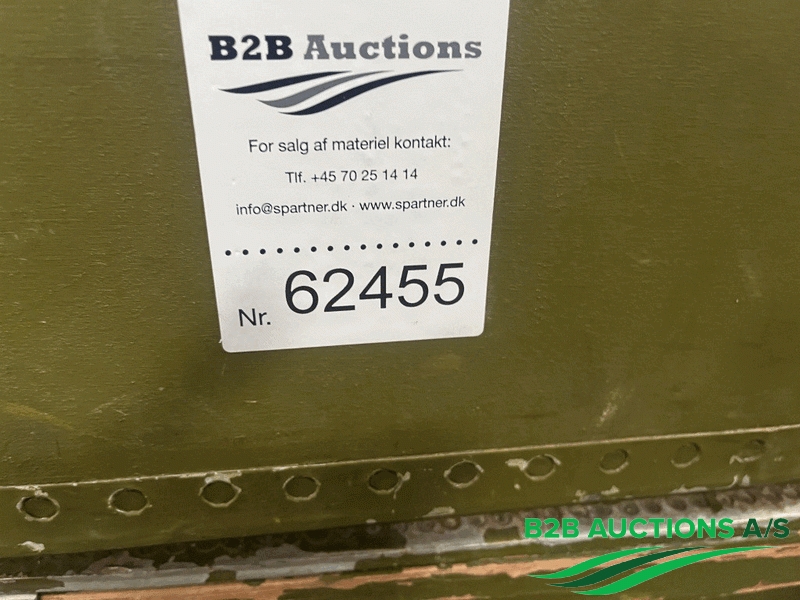 B2B Auctions
For salg af materiel kontakt:
Tlf. +45 70 25 14 14
info@spartner.dk · www.spartner.dk
Nr. 62455
B2B AUCTIONS A/S